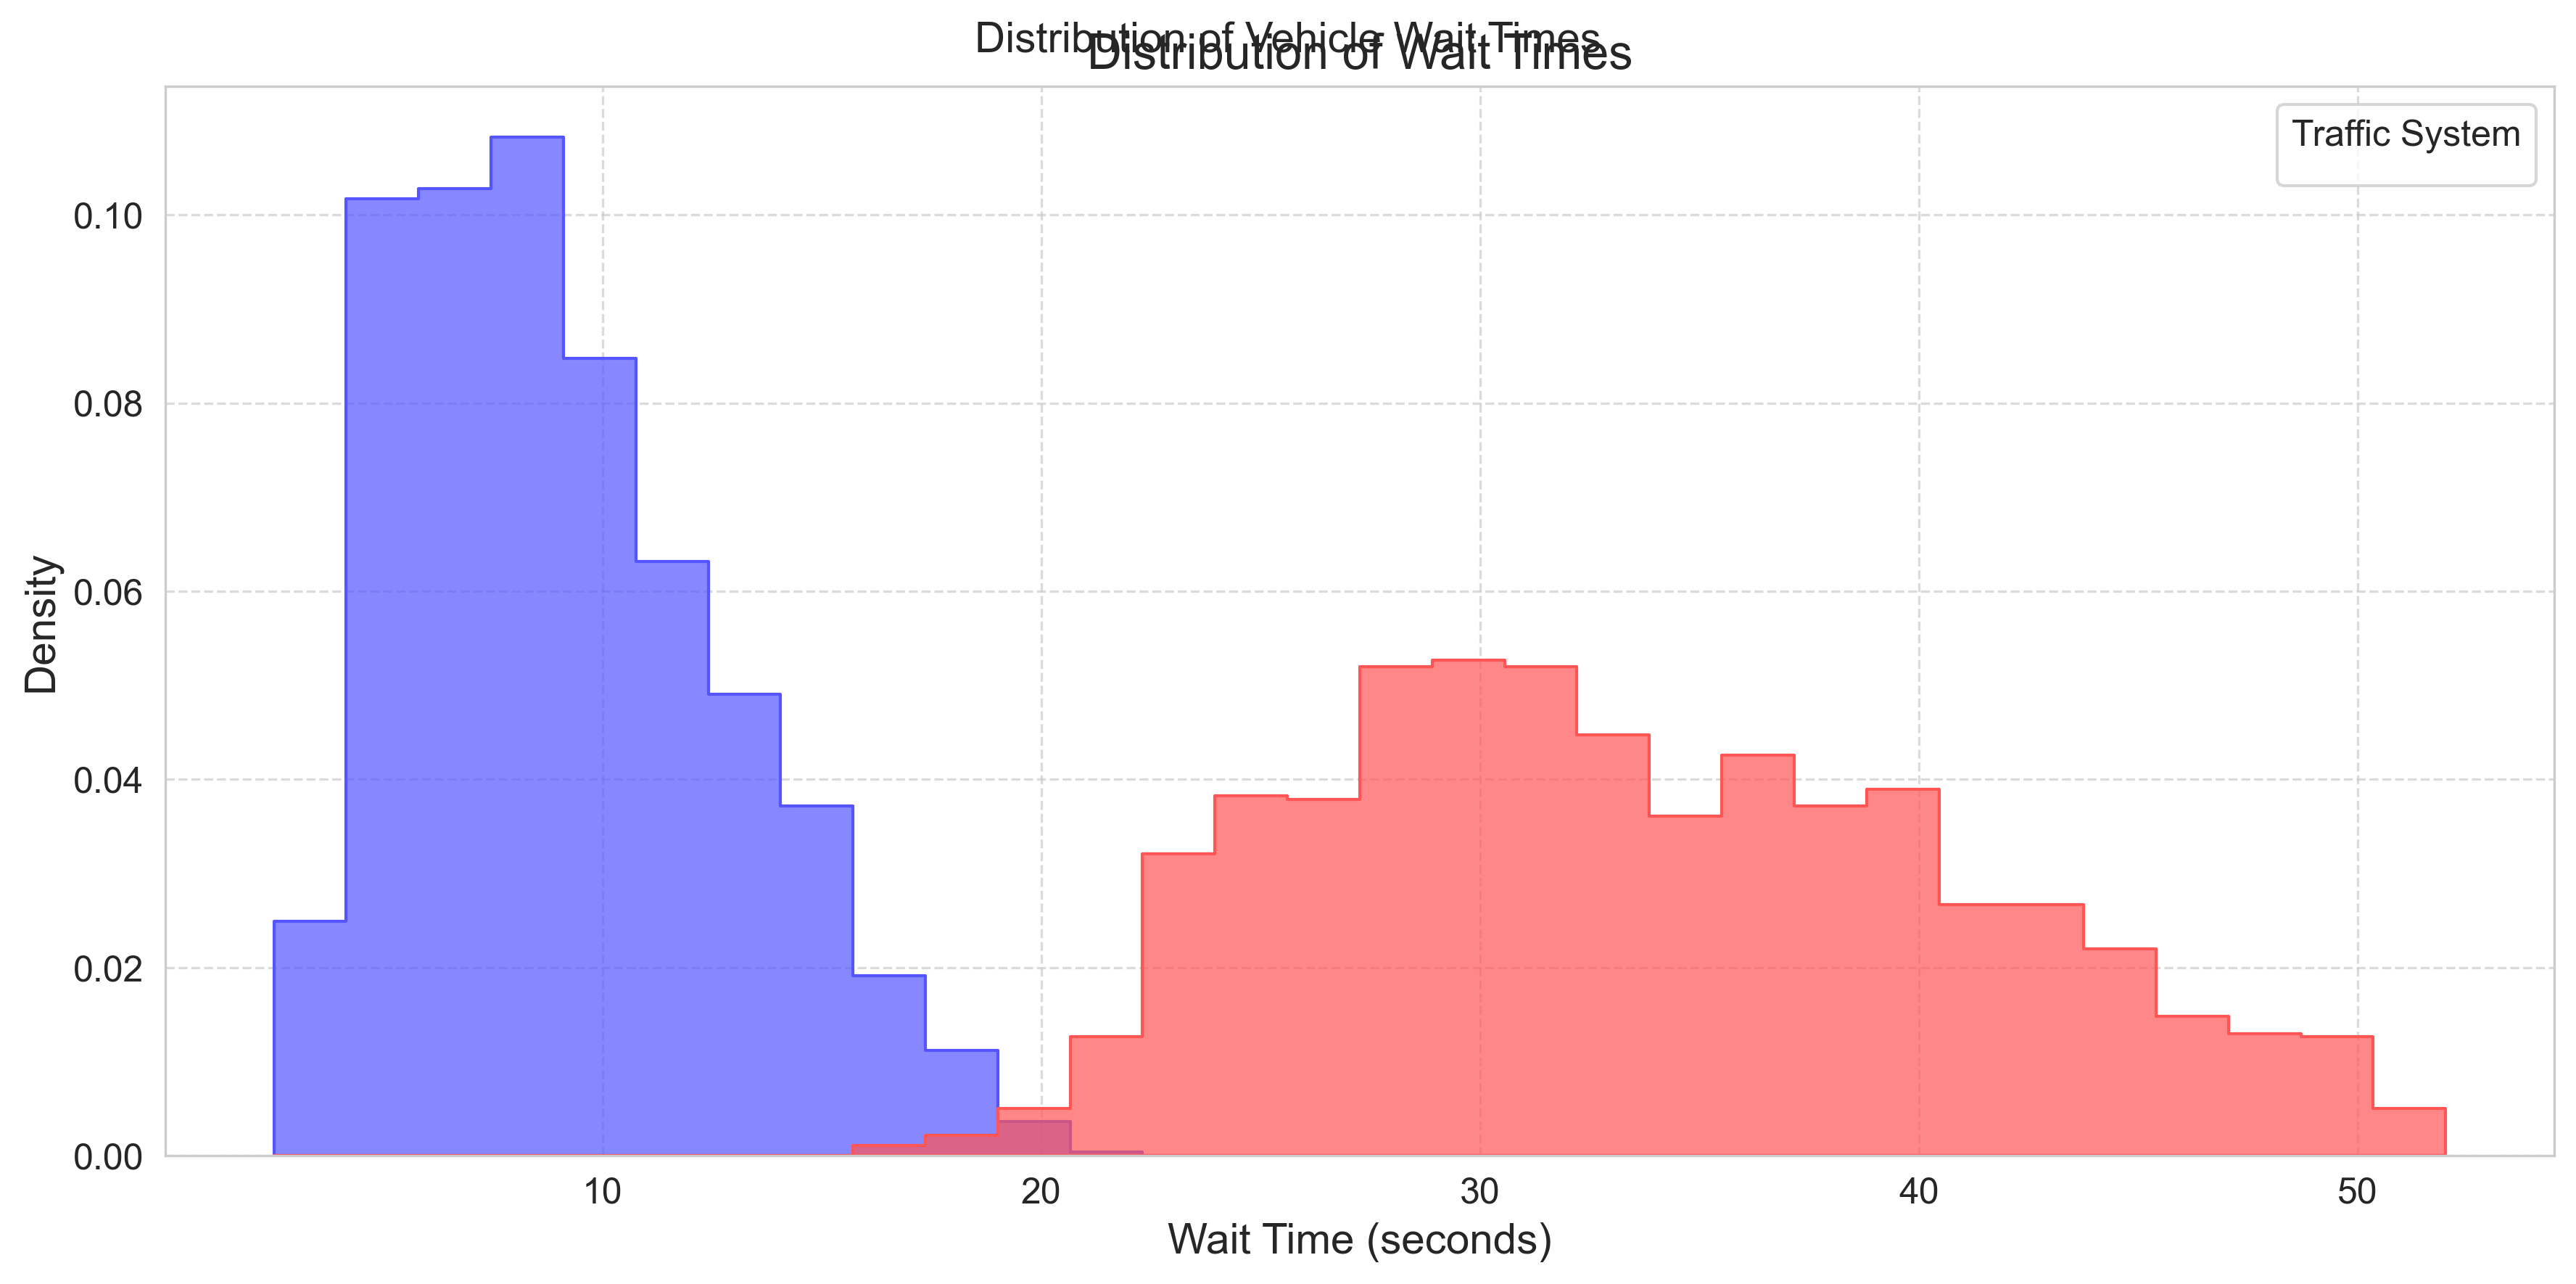 Distribution of Vehicle Wait Times
Distribution of Wait Times
Traffic System
0.10
0.08
0.06
0.04
0.02
0.00
Density
10 20 30 40 50
Wait Time (seconds)